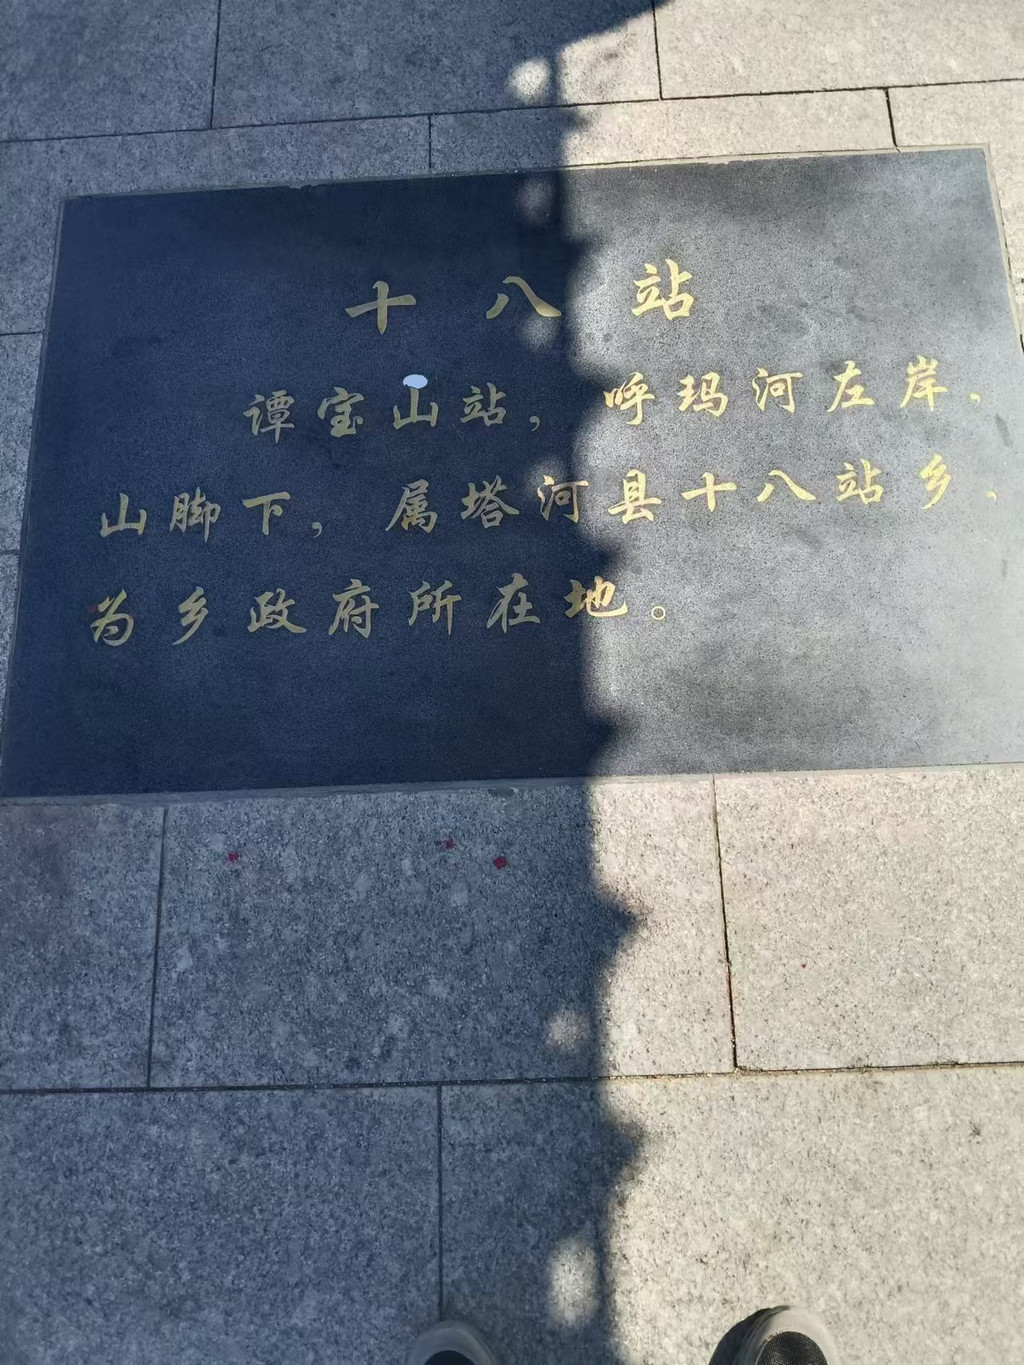 十八站
谭宝山站，呼玛河左岸，
山脚下，属塔河县十八站乡、
为乡政府所在地。